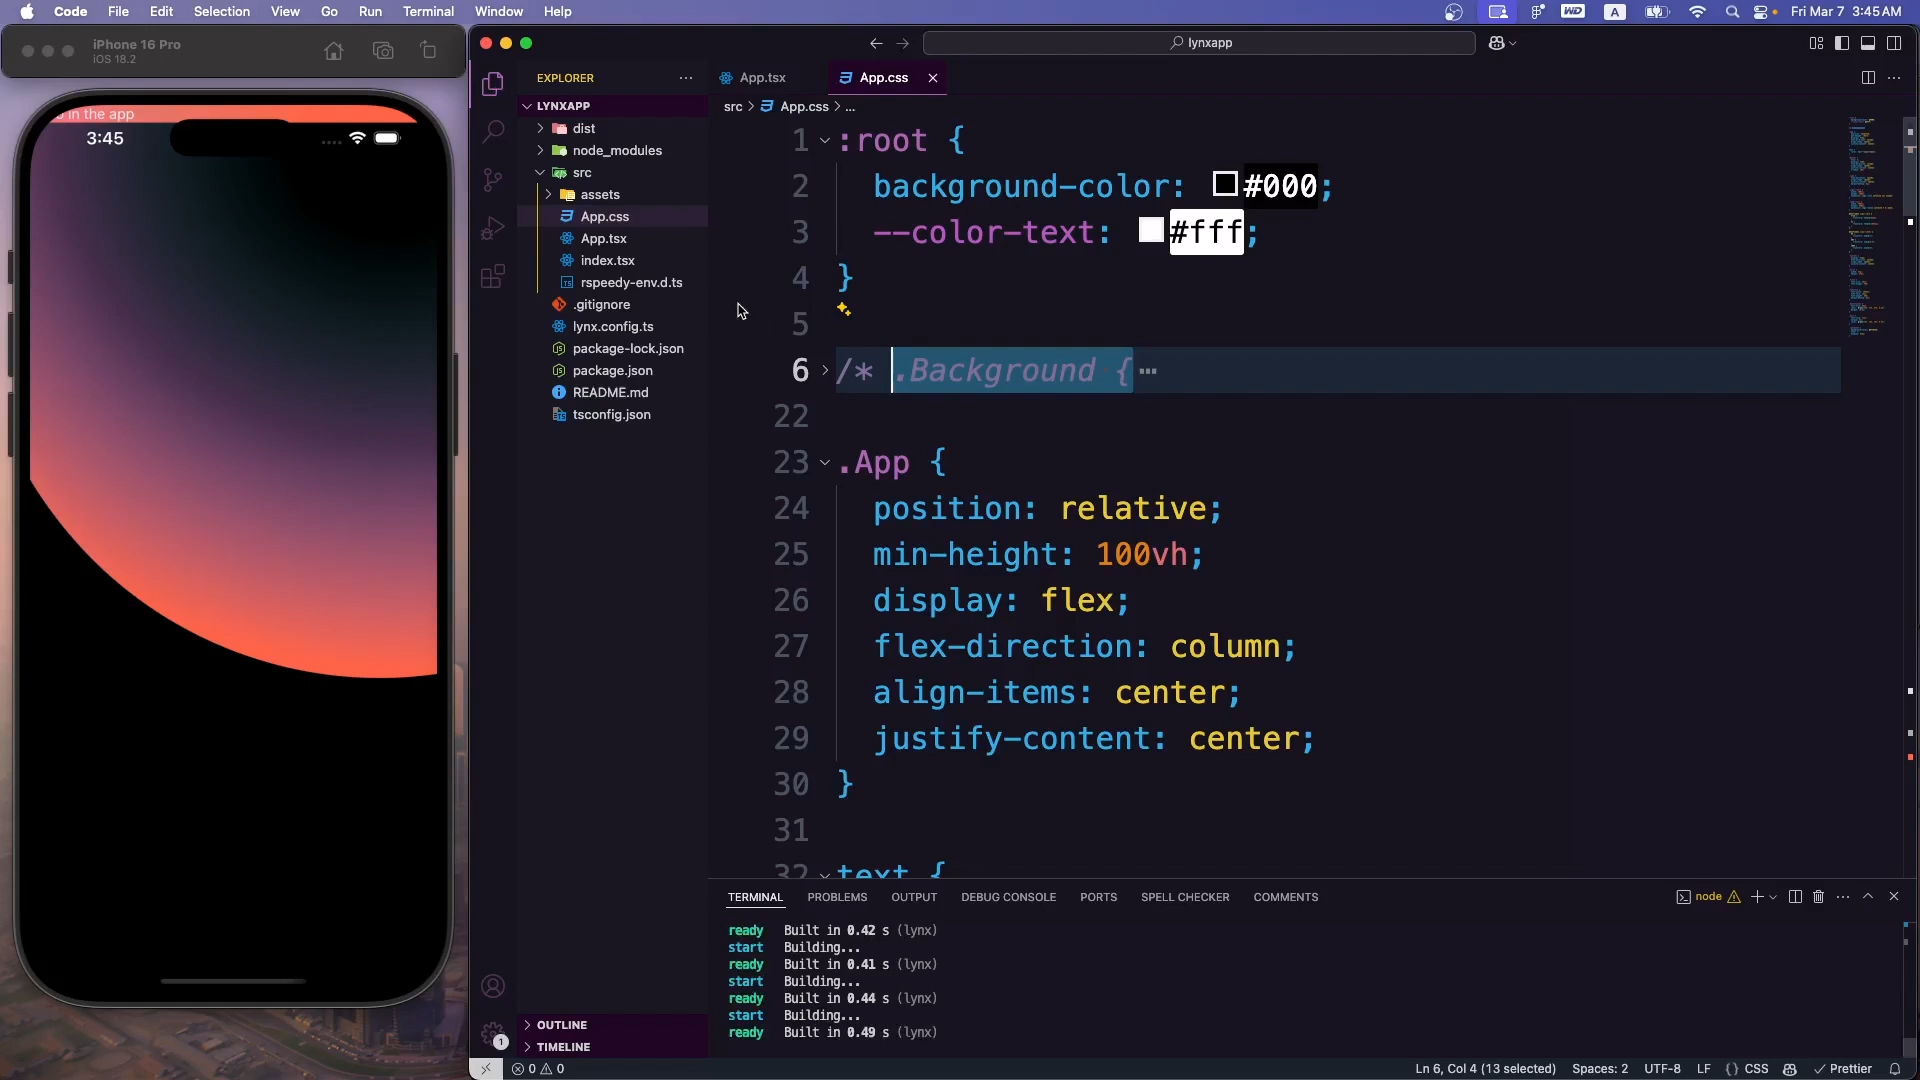 Code File Edit Selection View Go Run Terminal Window Help
WD A Fri Mar 7 3:45 AM
iPhone 16 Pro
iOS 18.2
in the app
3:45
lynxapp
EXPLORER
LYNXAPP
dist
node_modules
src
assets
App.css
App.tsx
index.tsx
rspeedy-env.d.ts
.gitignore
lynx.config.ts
package-lock.json
package.json
README.md
tsconfig.json
OUTLINE
TIMELINE
App.tsx App.css
src > App.css > ...
1 :root {
2 background-color: #000;
3 --color-text: #fff;
4 }
5
6 /* .Background {
22
23 .App {
24 position: relative;
25 min-height: 100vh;
26 display: flex;
27 flex-direction: column;
28 align-items: center;
29 justify-content: center;
30 }
31
32 text {
TERMINAL PROBLEMS OUTPUT DEBUG CONSOLE PORTS SPELL CHECKER COMMENTS node
ready Built in 0.42 s (lynx)
start Building...
ready Built in 0.41 s (lynx)
start Building...
ready Built in 0.44 s (lynx)
start Building...
ready Built in 0.49 s (lynx)
1
0 0 Ln 6, Col 4 (13 selected) Spaces: 2 UTF-8 LF {} CSS Prettier